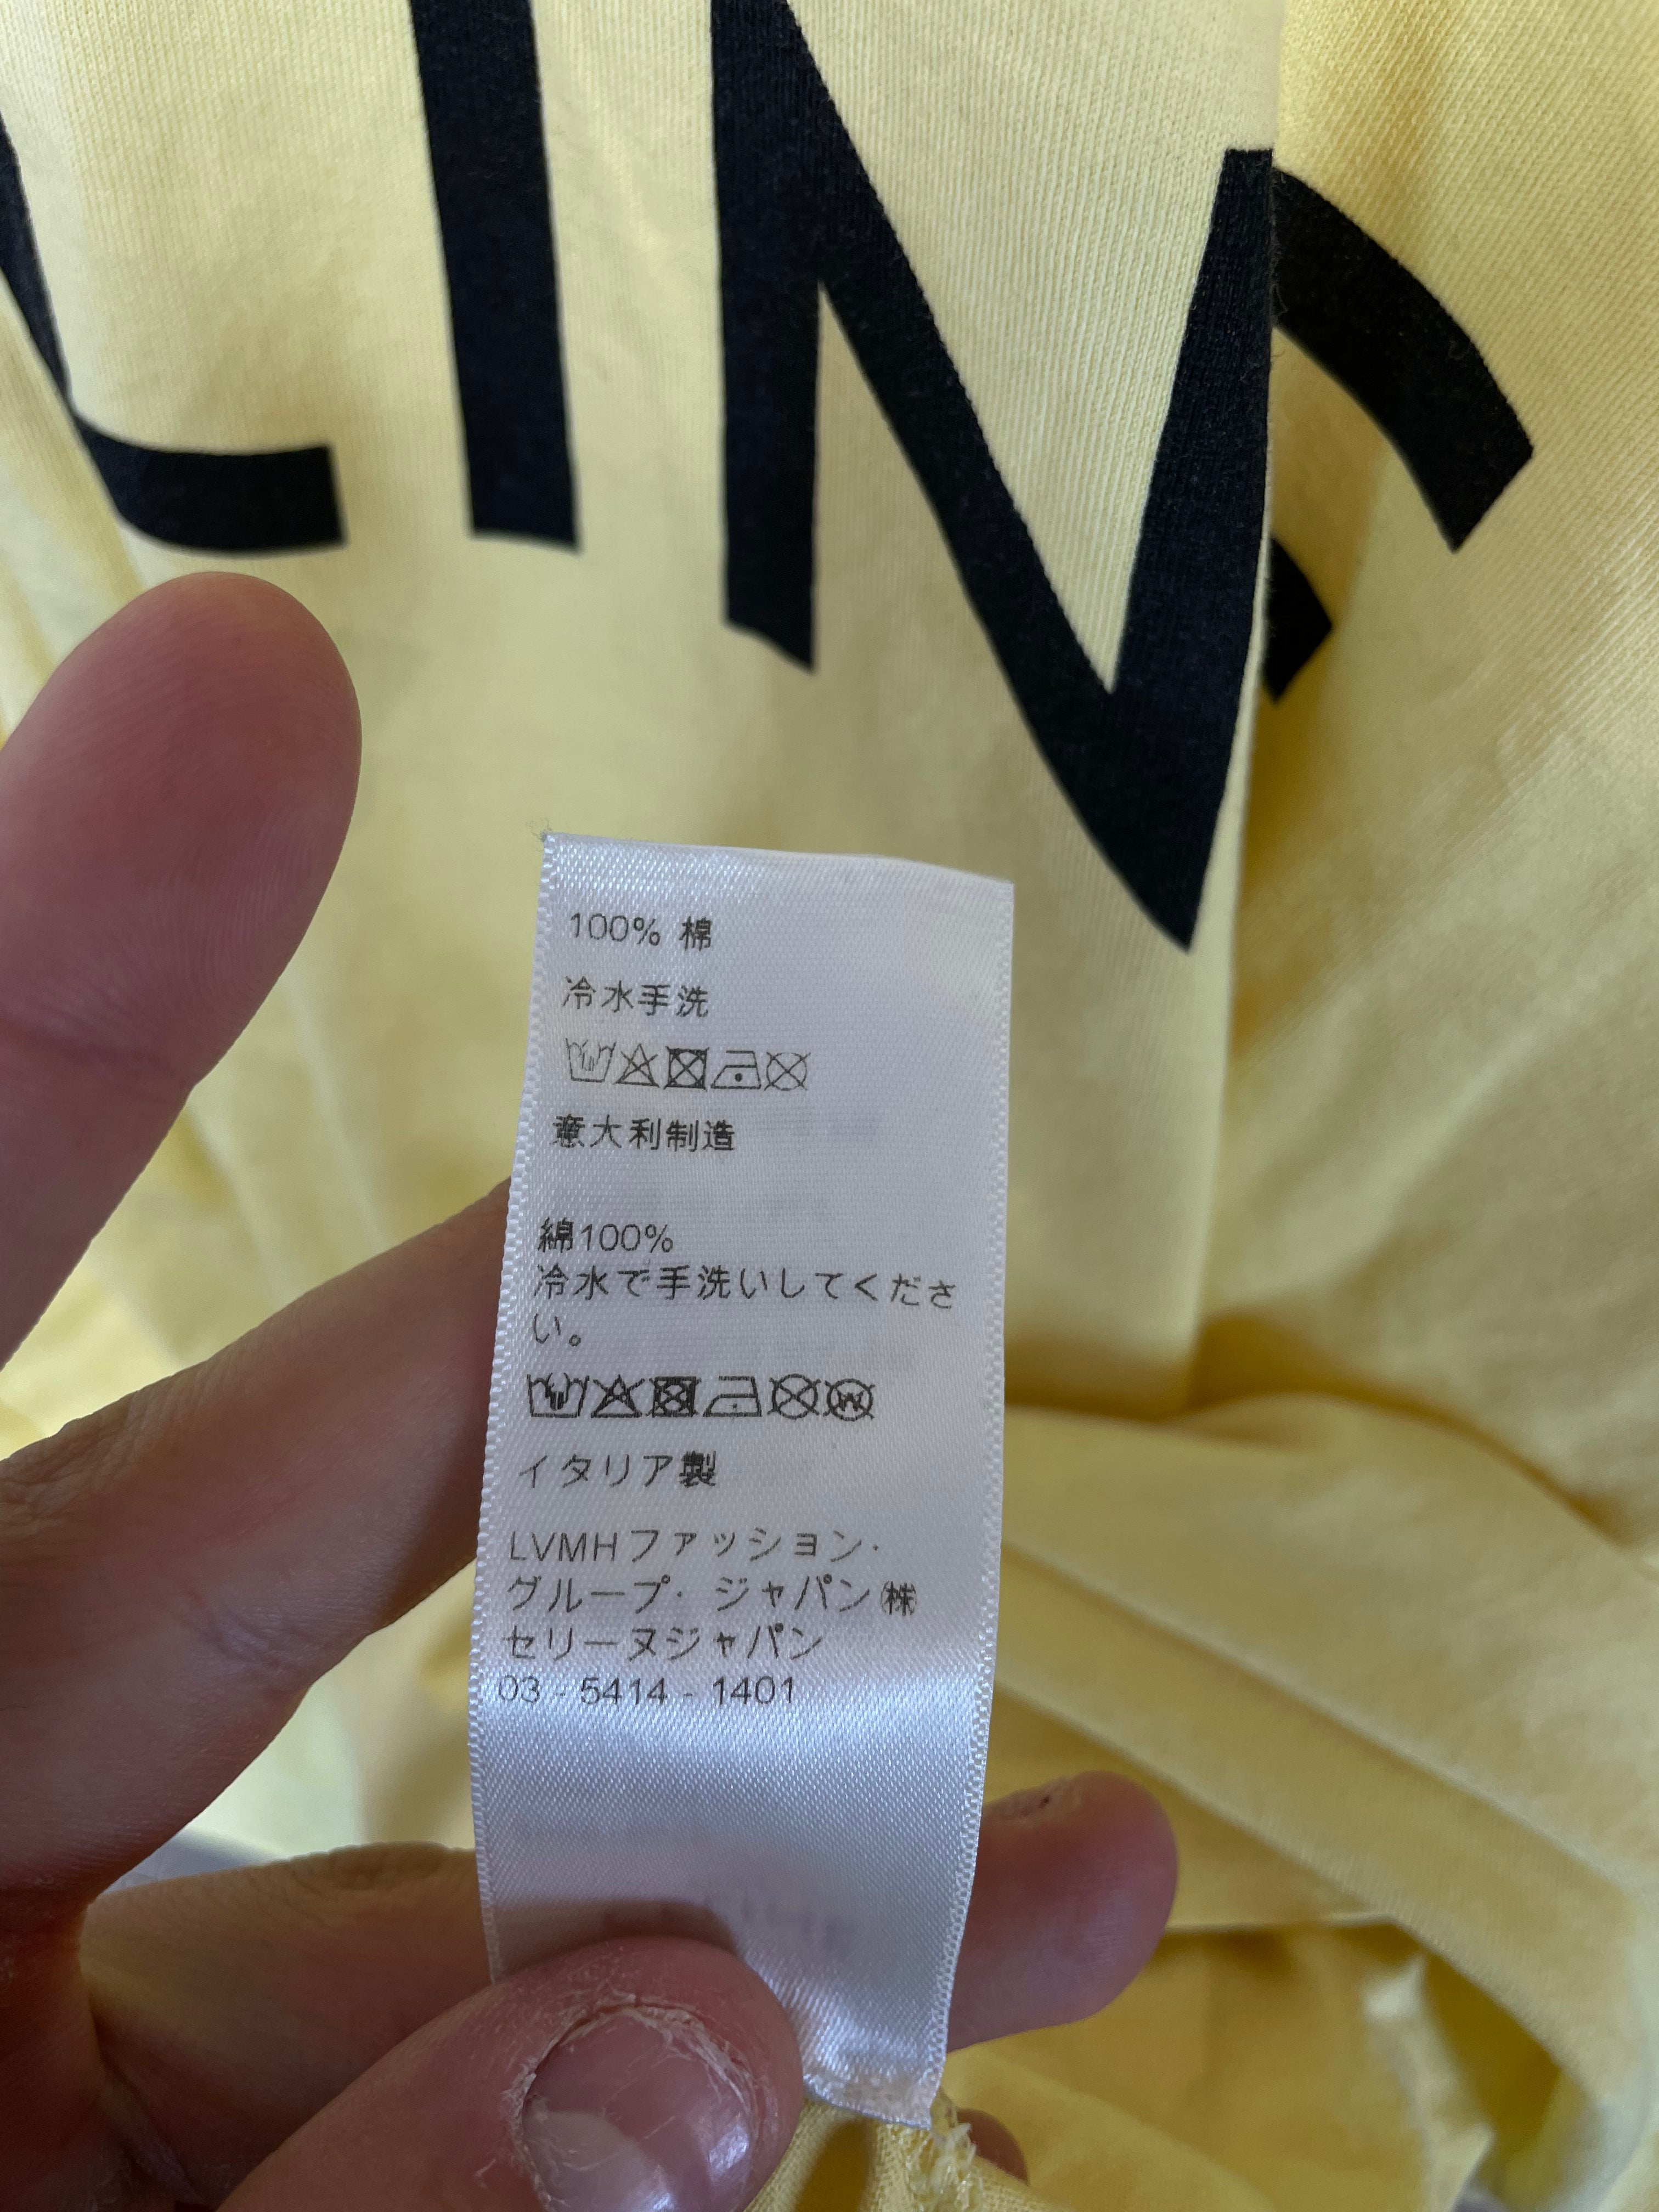 LINE
100% 棉
冷水手洗
意大利制造
綿100%
冷水で手洗いしてくださ
い。
W
イタリア製
LVMHファッション·
グループ· ジャパン㈱
セリーヌジャパン
03 - 5414 - 1401